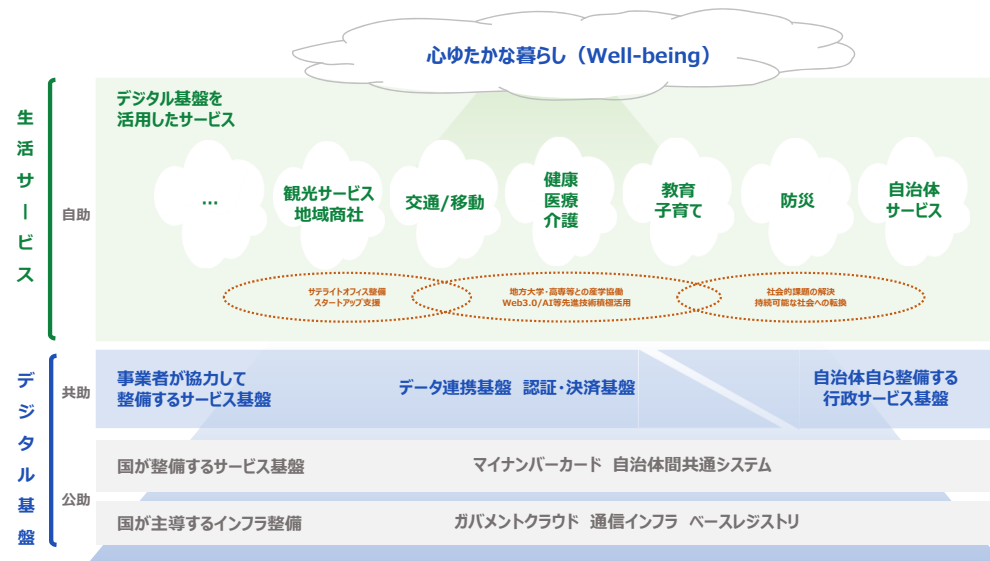 心ゆたかな暮らし（Well-being）
生活サービス
自助
デジタル基盤を
活用したサービス
…
観光サービス
地域商社
交通/移動
健康
医療
介護
教育
子育て
防災
自治体
サービス
サテライトオフィス整備
スタートアップ支援
地方大学・高専等との産学協働
Web3.0/AI等先進技術積極活用
社会的課題の解決
持続可能な社会への転換
デジタル基盤
共助
事業者が協力して
整備するサービス基盤
データ連携基盤 認証・決済基盤
自治体自ら整備する
行政サービス基盤
公助
国が整備するサービス基盤
マイナンバーカード 自治体間共通システム
国が主導するインフラ整備
ガバメントクラウド 通信インフラ ベースレジストリ